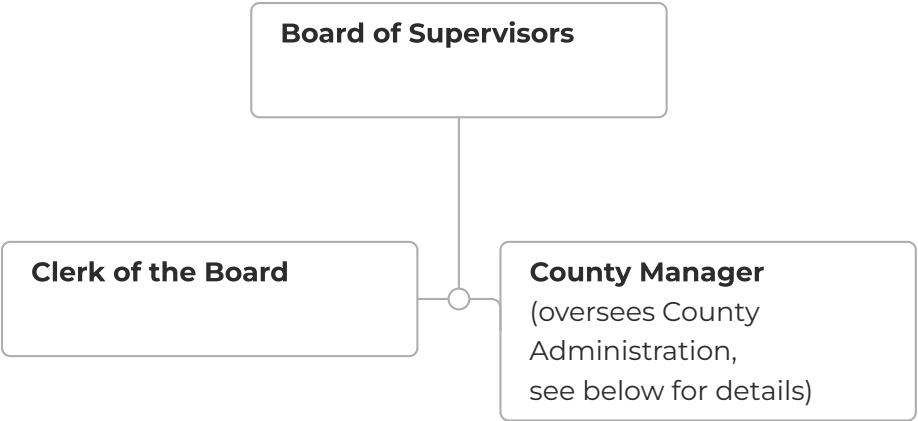 Board of Supervisors
Clerk of the Board
County Manager
(oversees County
Administration,
see below for details)